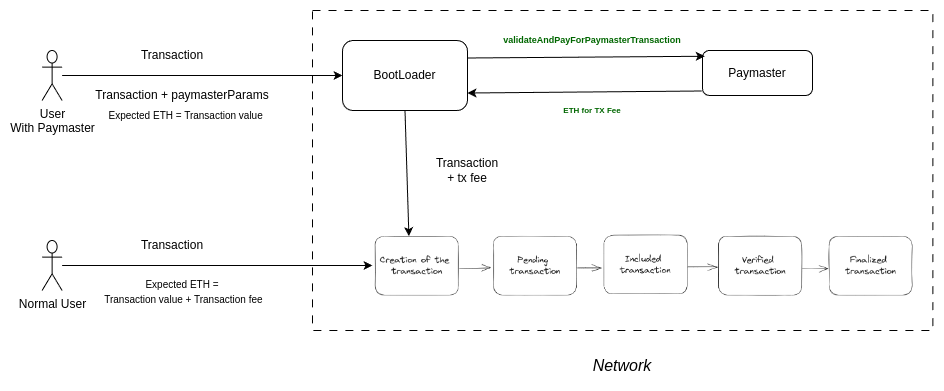 Transaction
Transaction + paymasterParams
Expected ETH = Transaction value
User
With Paymaster
BootLoader
validateAndPayForPaymasterTransaction
ETH for TX Fee
Paymaster
Transaction
+ tx fee
Transaction
Expected ETH =
Transaction value + Transaction fee
Normal User
Creation of the
transaction
Pending
transaction
Included
transaction
Verified
transaction
Finalized
transaction
Network